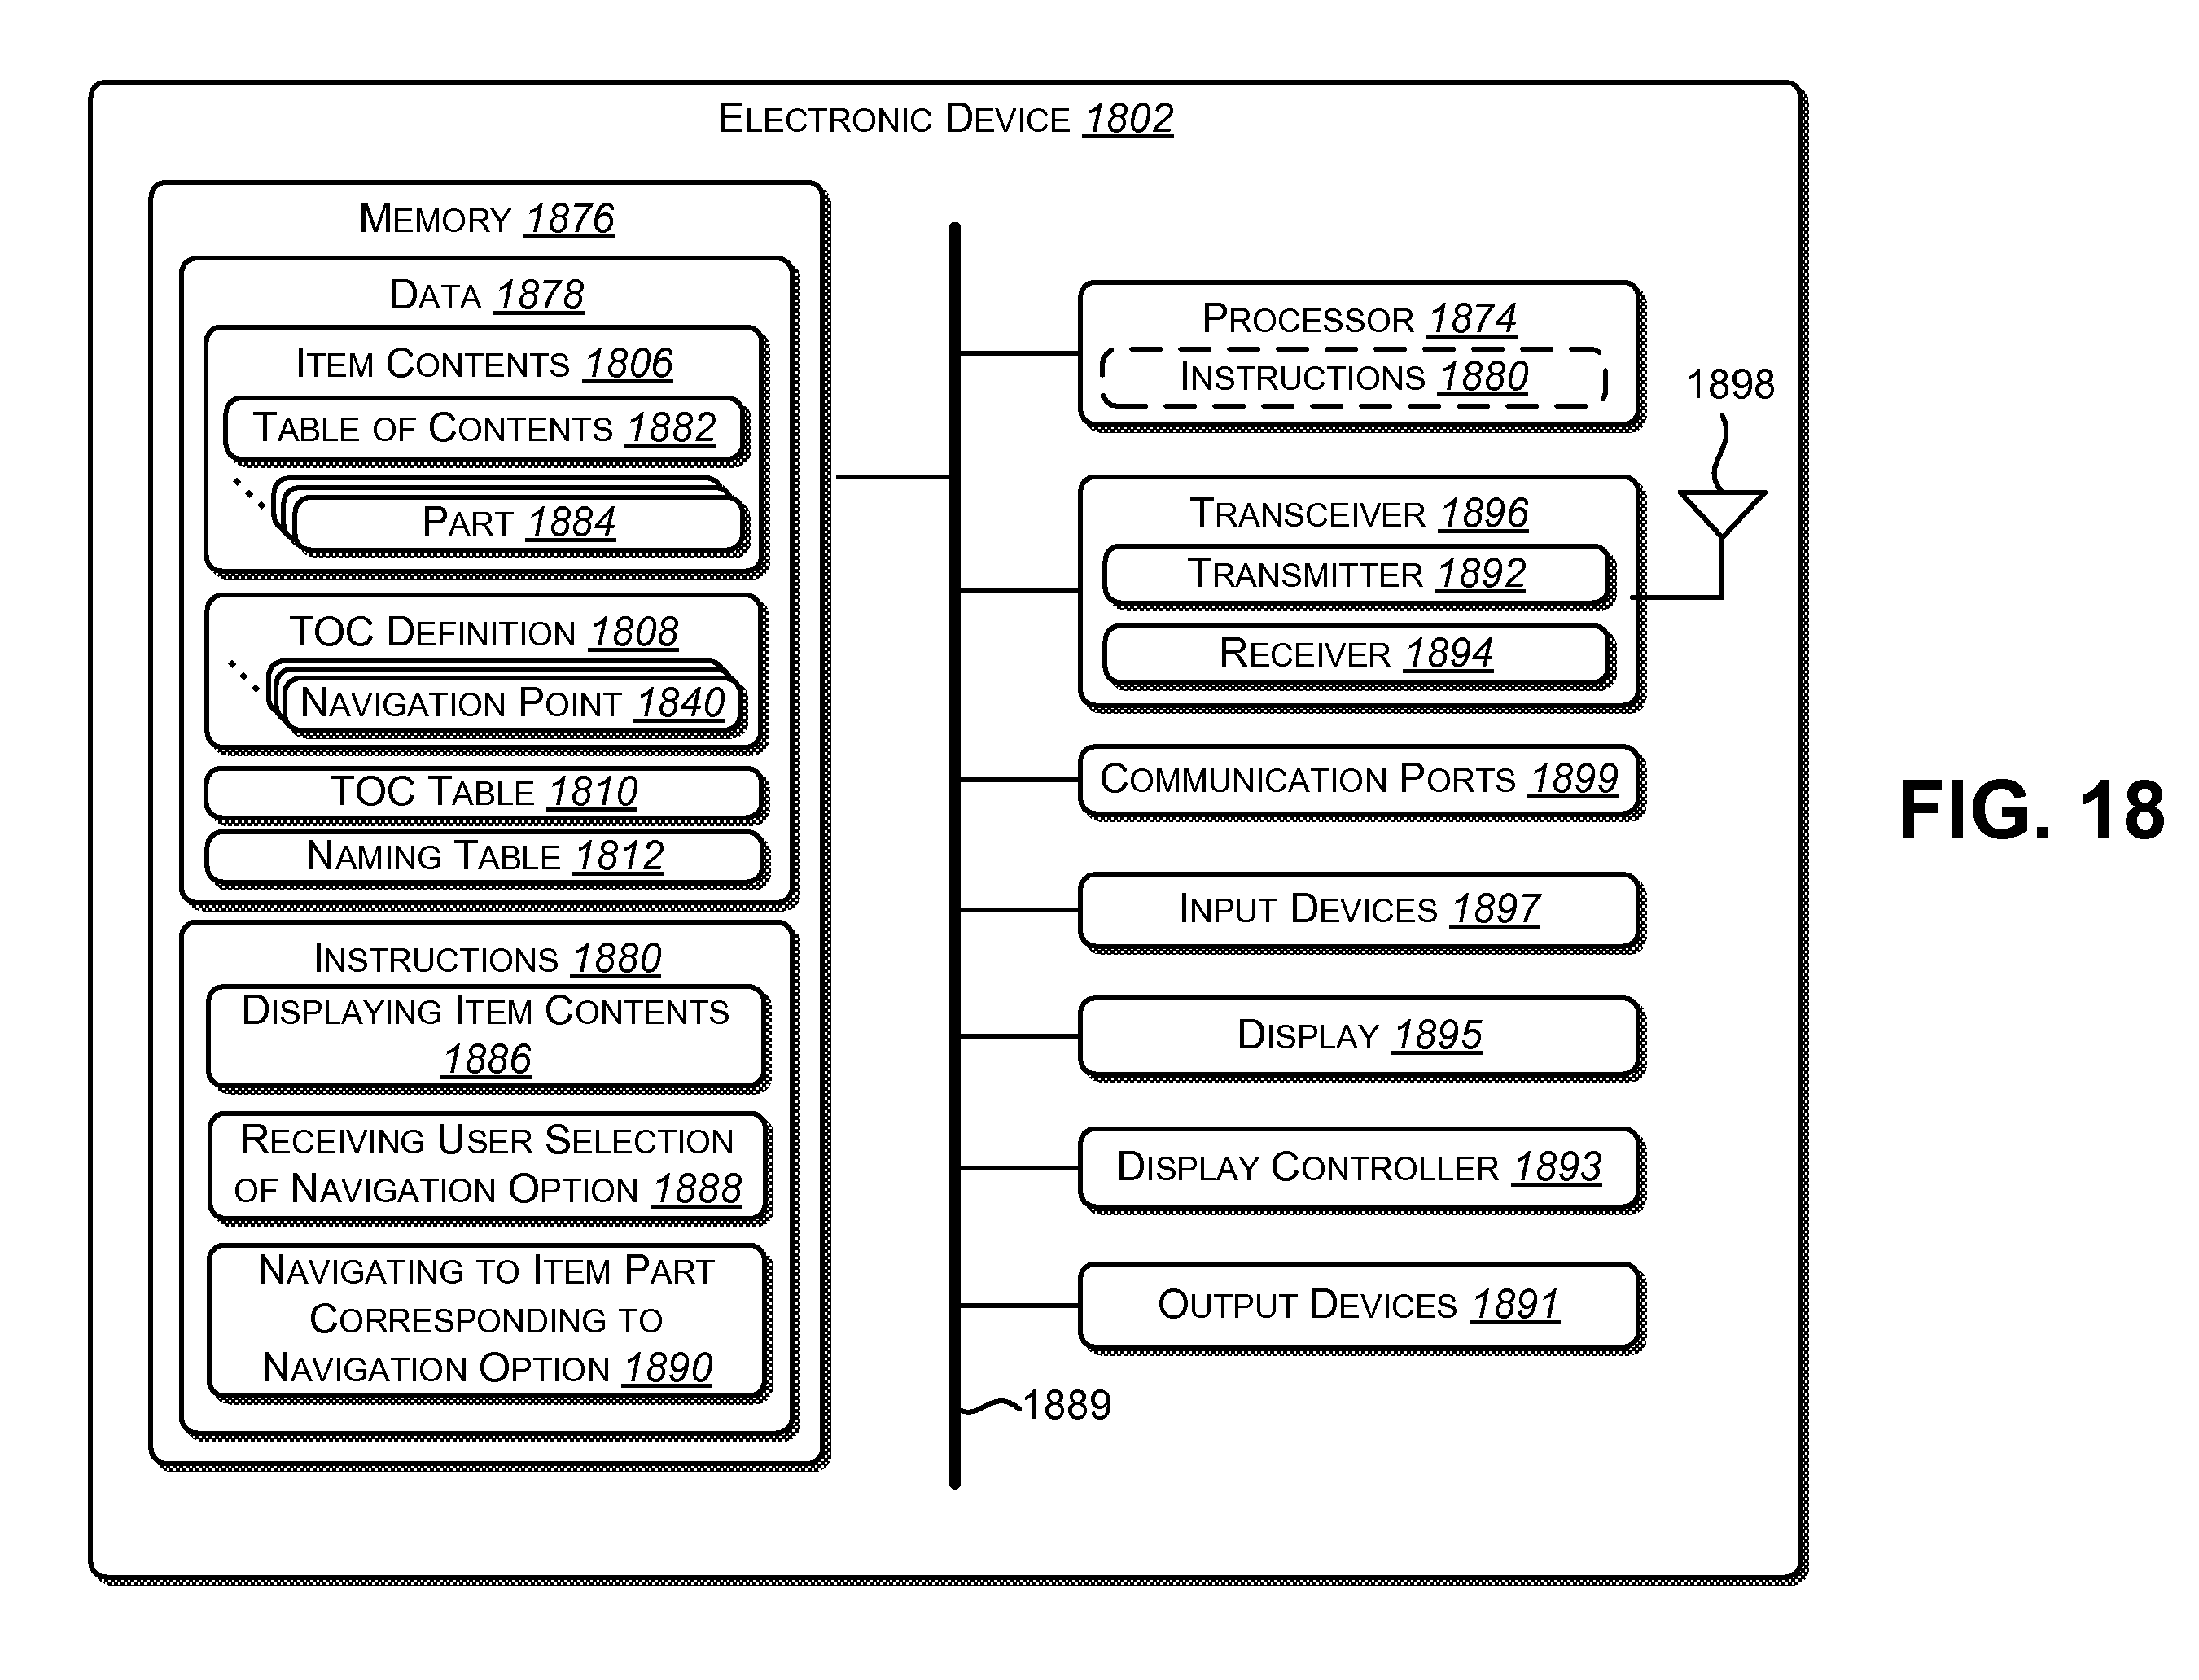 ELECTRONIC DEVICE 1802
MEMORY 1876
DATA 1878
ITEM CONTENTS 1806
TABLE OF CONTENTS 1882
PART 1884
TOC DEFINITION 1808
NAVIGATION POINT 1840
TOC TABLE 1810
NAMING TABLE 1812
INSTRUCTIONS 1880
DISPLAYING ITEM CONTENTS
1886
RECEIVING USER SELECTION
OF NAVIGATION OPTION 1888
NAVIGATING TO ITEM PART
CORRESPONDING TO
NAVIGATION OPTION 1890
PROCESSOR 1874
INSTRUCTIONS 1880
1898
TRANSCEIVER 1896
TRANSMITTER 1892
RECEIVER 1894
COMMUNICATION PORTS 1899
INPUT DEVICES 1897
DISPLAY 1895
DISPLAY CONTROLLER 1893
OUTPUT DEVICES 1891
1889
FIG. 18